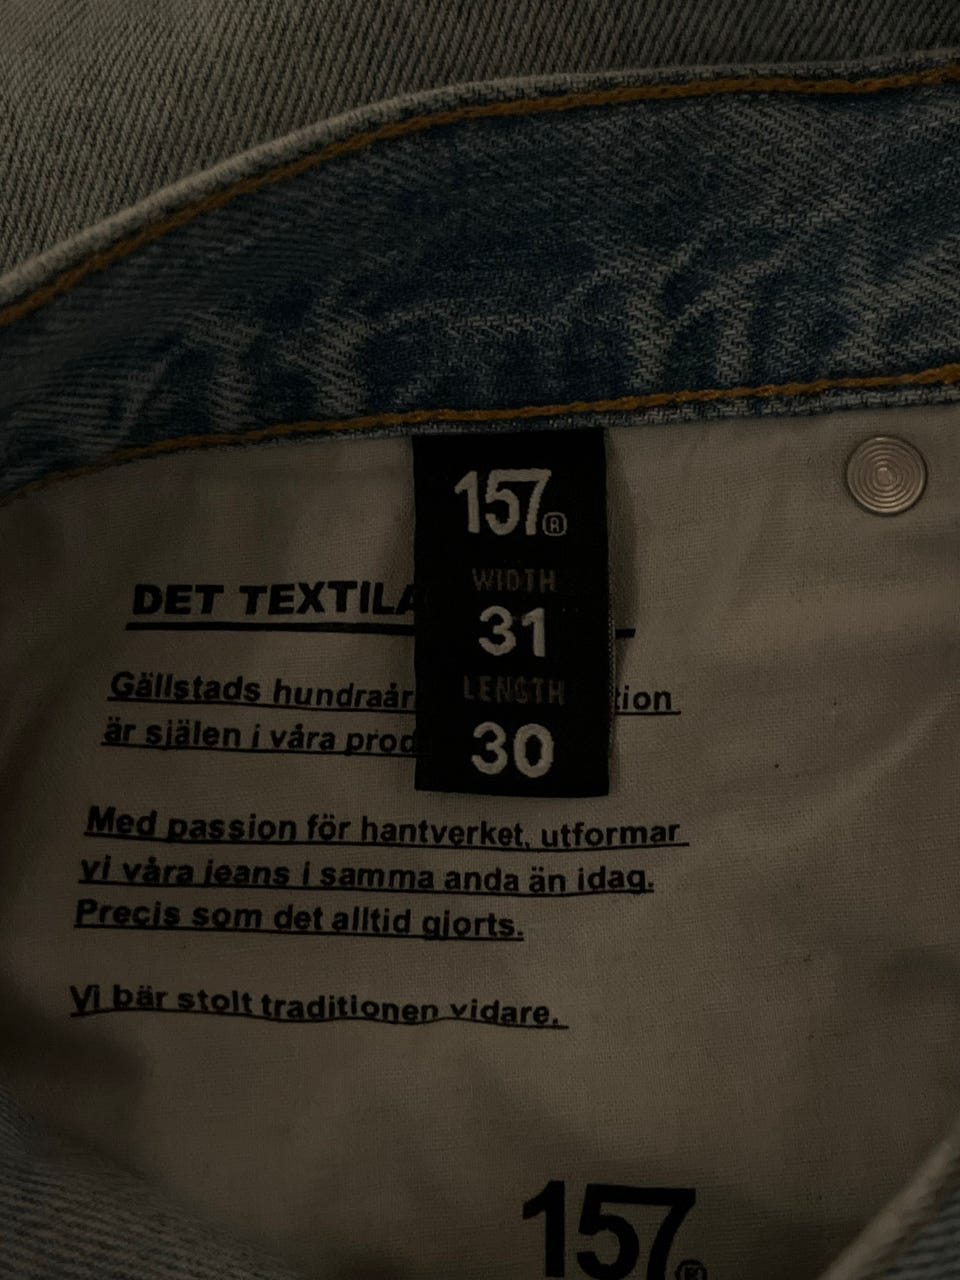 157®
WIDTH
31
LENGTH
30
DET TEXTILA
Gällstads hundraår tion
är själen i våra prod
Med passion för hantverket, utformar
vi våra jeans i samma anda än idag.
Precis som det alltid gjorts.
Vi bär stolt traditionen vidare.
157®